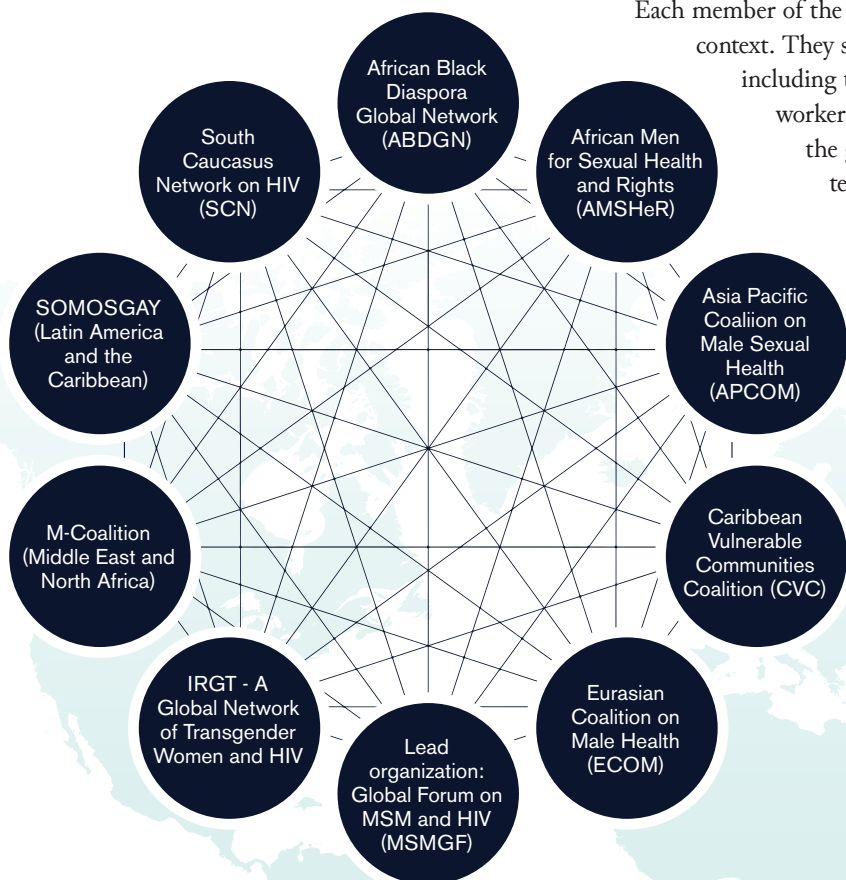 Each member of the
context. They s
including t
worker
the g
te
African Black
Diaspora
Global Network
(ABDGN)
African Men
for Sexual Health
and Rights
(AMSHeR)
Asia Pacific
Coaliion on
Male Sexual
Health
(APCOM)
Caribbean
Vulnerable
Communities
Coalition (CVC)
Eurasian
Coalition on
Male Health
(ECOM)
Lead
organization:
Global Forum on
MSM and HIV
(MSMGF)
IRGT - A
Global Network
of Transgender
Women and HIV
M-Coalition
(Middle East and
North Africa)
SOMOSGAY
(Latin America
and the
Caribbean)
South
Caucasus
Network on HIV
(SCN)